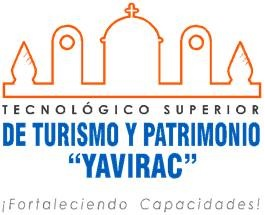 TECNOLÓGICO SUPERIOR
DE TURISMO Y PATRIMONIO
“YAVIRAC”
¡Fortaleciendo Capacidades!